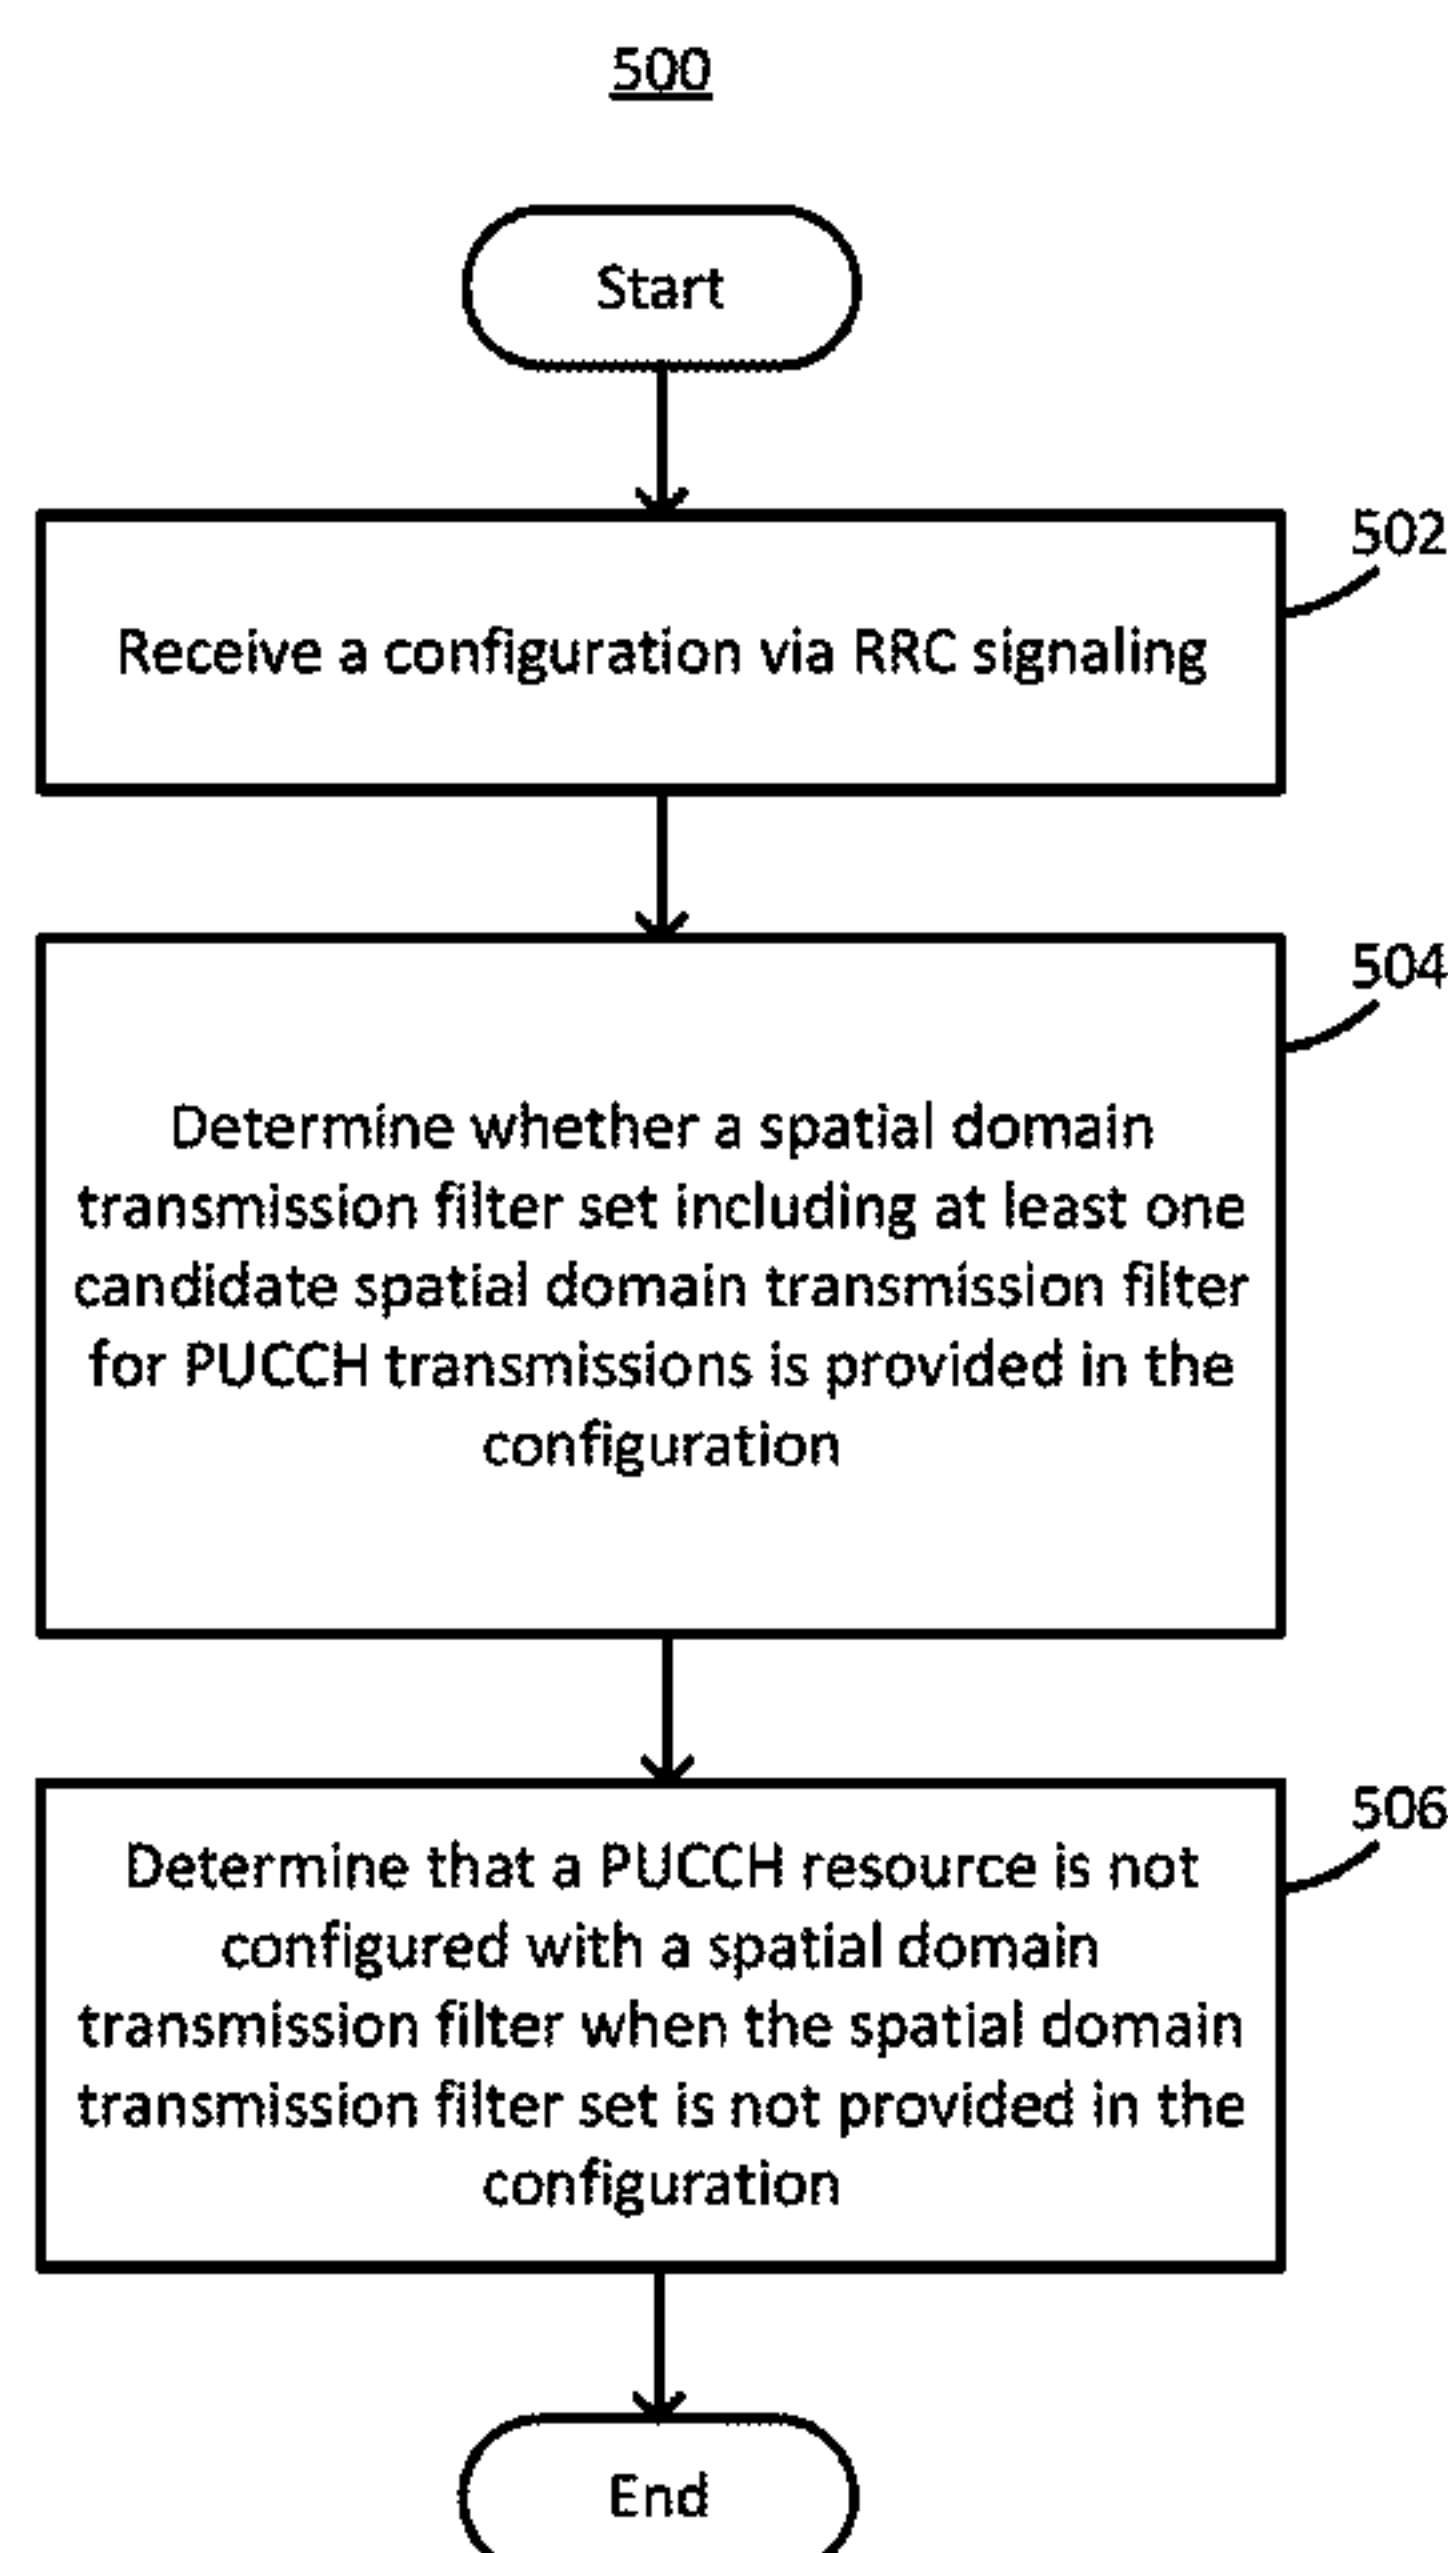 500
Start
502
Receive a configuration via RRC signaling
504
Determine whether a spatial domain
transmission filter set including at least one
candidate spatial domain transmission filter
for PUCCH transmissions is provided in the
configuration
506
Determine that a PUCCH resource is not
configured with a spatial domain
transmission filter when the spatial domain
transmission filter set is not provided in the
configuration
End